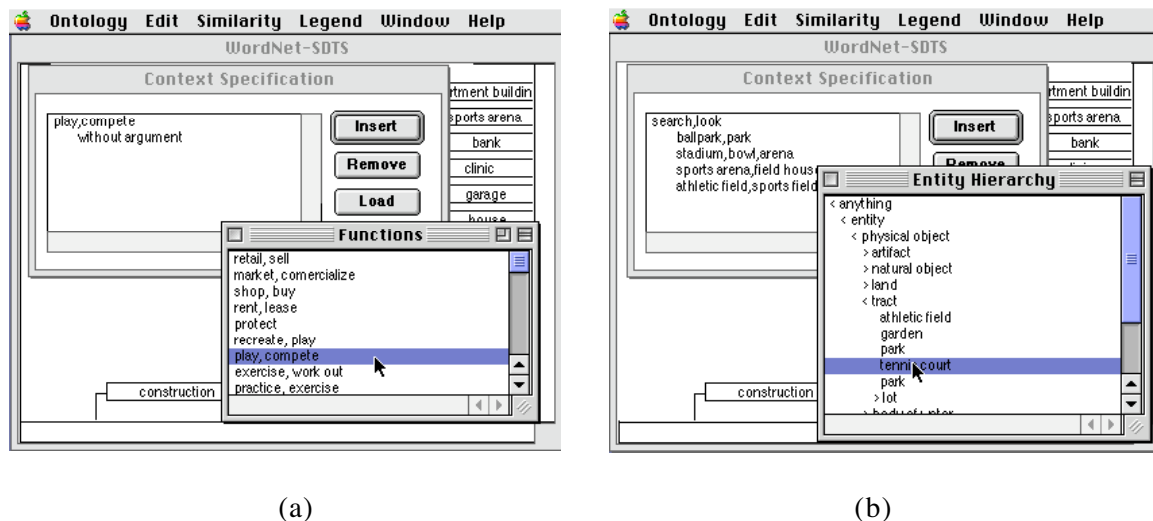 Ontology Edit Similarity Legend Window Help
WordNet-SDTS
Context Specification
play,compete
without argument
Insert
Remove
Load
rtment buildin
sports arena
bank
clinic
garage
house
Functions
retail, sell
market, comercialize
shop, buy
rent, lease
protect
recreate, play
play, compete
exercise, work out
practice, exercise
construction
(a)
Ontology Edit Similarity Legend Window Help
WordNet-SDTS
Context Specification
search,look
ballpark,park
stadium,bowl,arena
sports arena,field hous
athletic field,sports field
Insert
Remove
rtment buildin
sports arena
bank
Entity Hierarchy
< anything
< entity
< physical object
> artifact
> natural object
> land
< tract
athletic field
garden
park
tennis court
park
> lot
construction
(b)